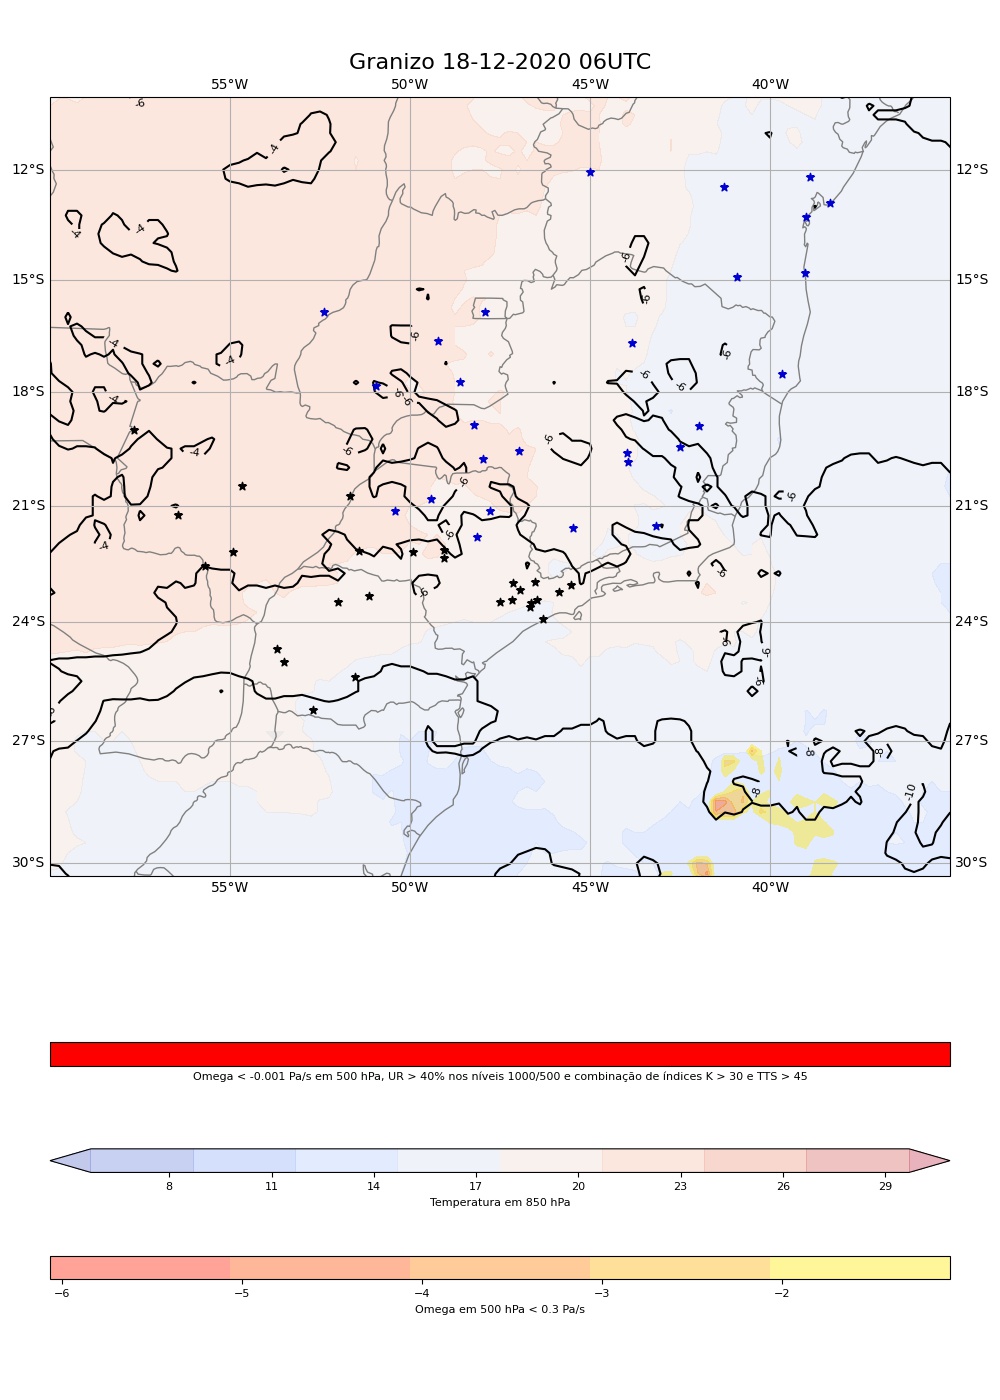 Granizo 18-12-2020 06UTC
55°W 50°W 45°W 40°W
-6
-4
12°S 12°S
-4 -4
-6
15°S 15°S
-6
-4 -6
-4 -6
-6 -6
18°S -4 -6 -6 18°S
-6
-4 -6
-6 -6
21°S 21°S
-6
-4
-6
-6
24°S 24°S
-6 -6
-6
27°S 27°S
-8 -8
-8 -10
30°S 30°S
55°W 50°W 45°W 40°W
Omega < -0.001 Pa/s em 500 hPa, UR > 40% nos níveis 1000/500 e combinação de índices K > 30 e TTS > 45
8 11 14 17 20 23 26 29
Temperatura em 850 hPa
−6 −5 −4 −3 −2
Omega em 500 hPa < 0.3 Pa/s